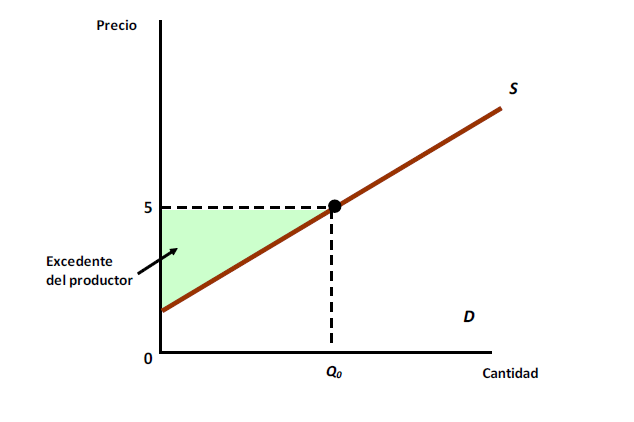 Precio
S
5
Excedente
del productor
D
0
Q₀
Cantidad